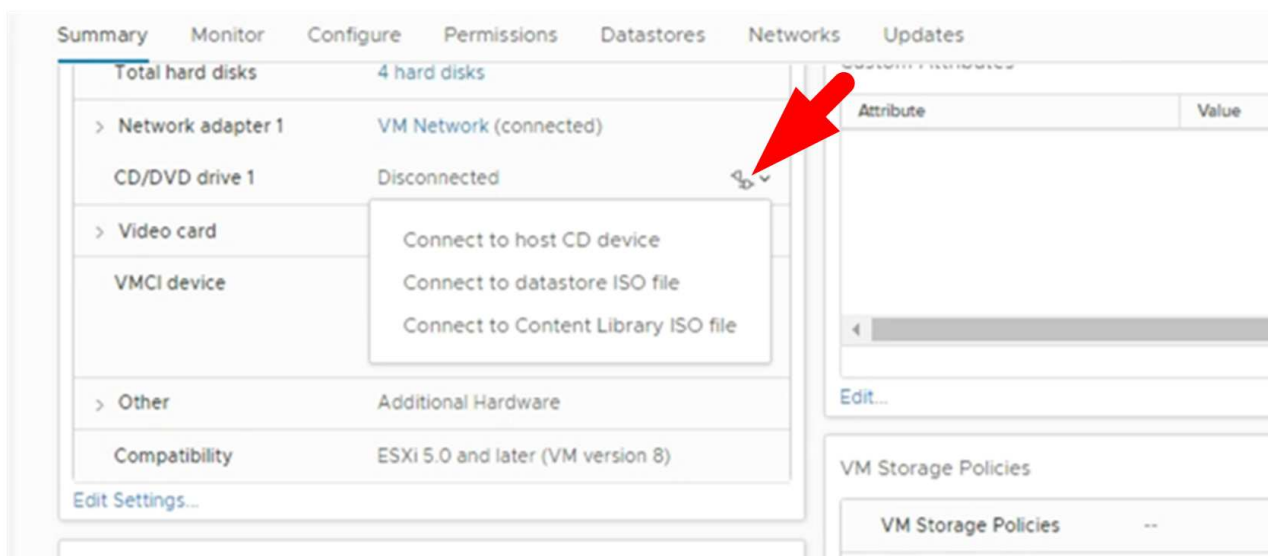 Summary Monitor Configure Permissions Datastores Networks Updates
Total hard disks 4 hard disks
Network adapter 1 VM Network (connected)
CD/DVD drive 1 Disconnected
Video card
Connect to host CD device
VMCI device
Connect to datastore ISO file
Connect to Content Library ISO file
Other Additional Hardware
Compatibility ESXi 5.0 and later (VM version 8)
Edit Settings...
Custom Attributes
Attribute Value
Edit...
VM Storage Policies
VM Storage Policies --